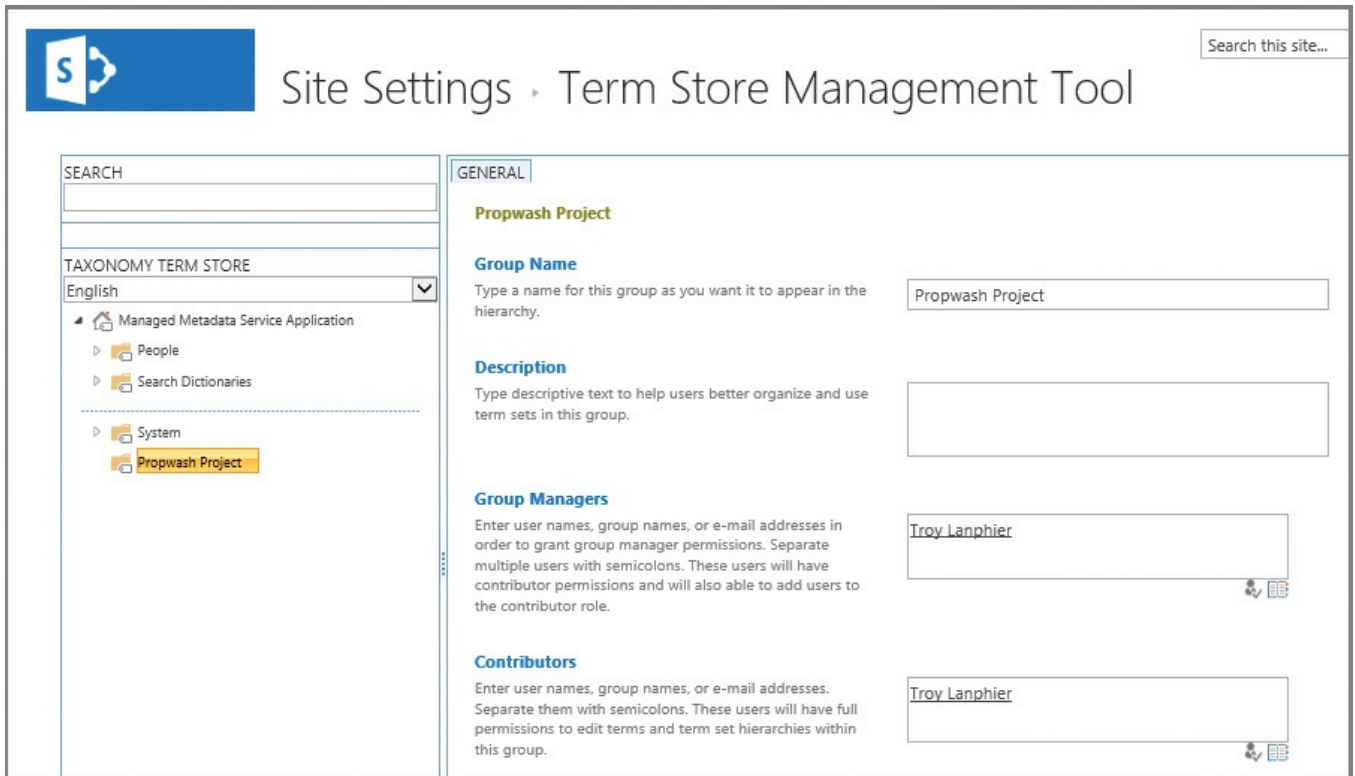 S
Search this site...
Site Settings ▸ Term Store Management Tool
SEARCH
TAXONOMY TERM STORE
English
Managed Metadata Service Application
People
Search Dictionaries
System
Propwash Project
GENERAL
Propwash Project
Group Name
Type a name for this group as you want it to appear in the
hierarchy.
Propwash Project
Description
Type descriptive text to help users better organize and use
term sets in this group.
Group Managers
Enter user names, group names, or e-mail addresses in
order to grant group manager permissions. Separate
multiple users with semicolons. These users will have
contributor permissions and will also able to add users to
the contributor role.
Troy Lanphier
Contributors
Enter user names, group names, or e-mail addresses.
Separate them with semicolons. These users will have full
permissions to edit terms and term set hierarchies within
this group.
Troy Lanphier